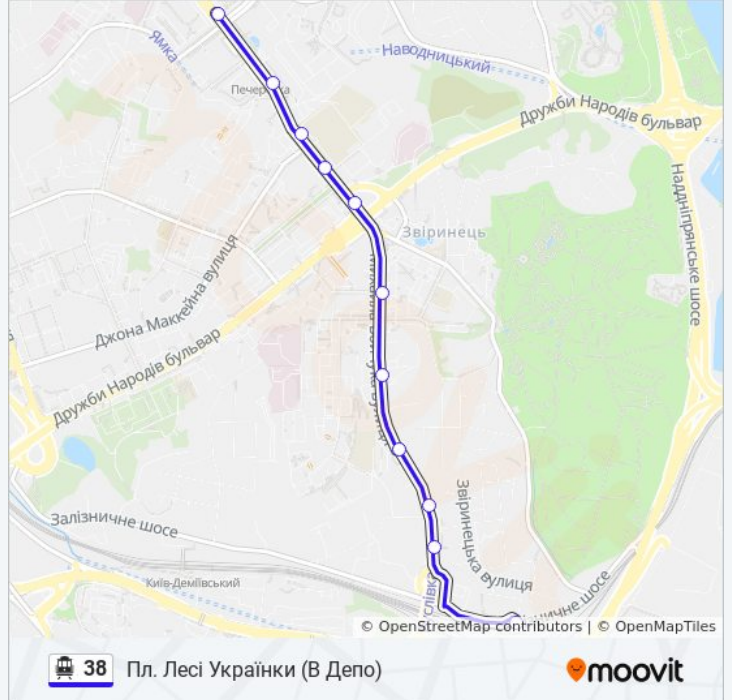 Ямка
Наводницький
Печерська
Дружби Народів бульвар
Наддніпрянське шосе
Звіринець
Джона Маккейна вулиця
Дружби Народів бульвар
Звіринецька вулиця
Залізничне шосе
Київ-Деміївський
© OpenStreetMap contributors | © OpenMapTiles
38 Пл. Лесі Українки (В Депо)
moovit